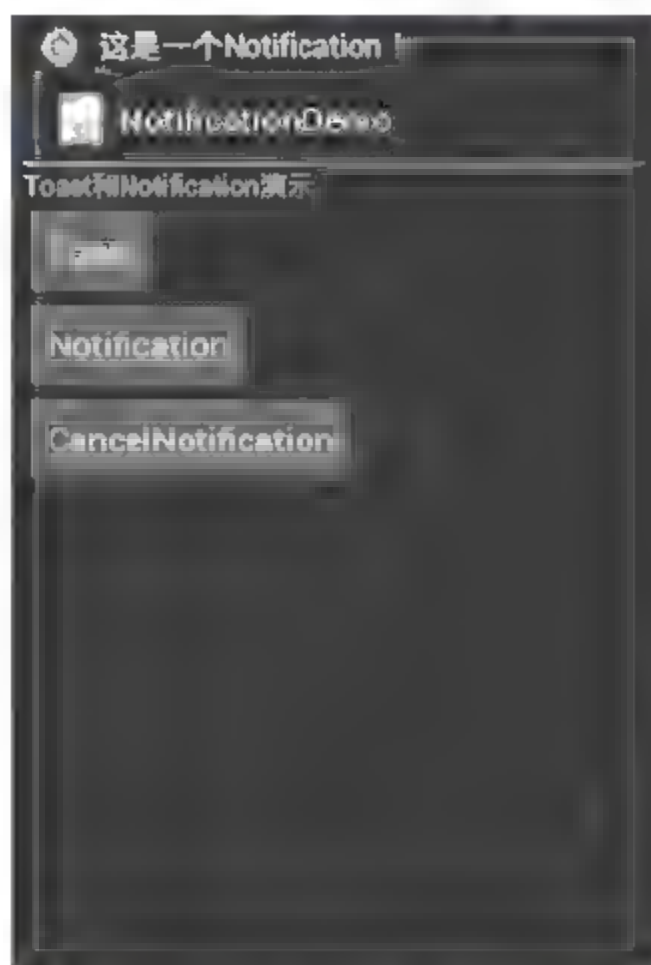 这是一个Notification !
NotificationDemo
Toast和Notification演示
Notification
CancelNotification